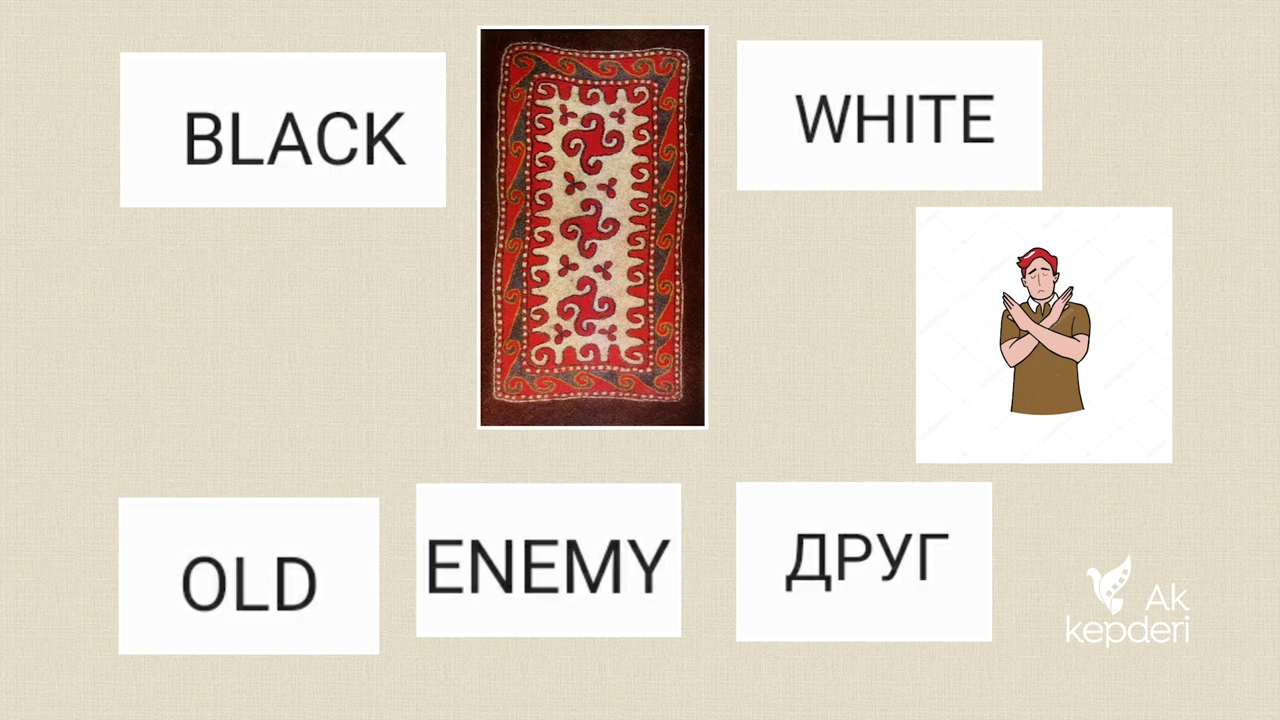 BLACK
WHITE
OLD
ENEMY
ДРУГ
Ak
kepderi